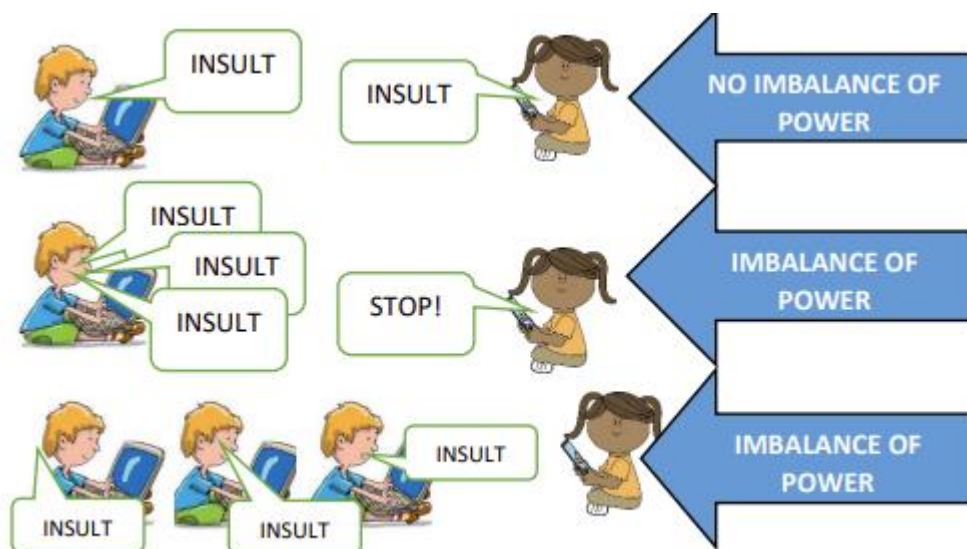 INSULT
INSULT
NO IMBALANCE OF
POWER
INSULT
INSULT
INSULT
STOP!
IMBALANCE OF
POWER
INSULT
INSULT
INSULT
IMBALANCE OF
POWER